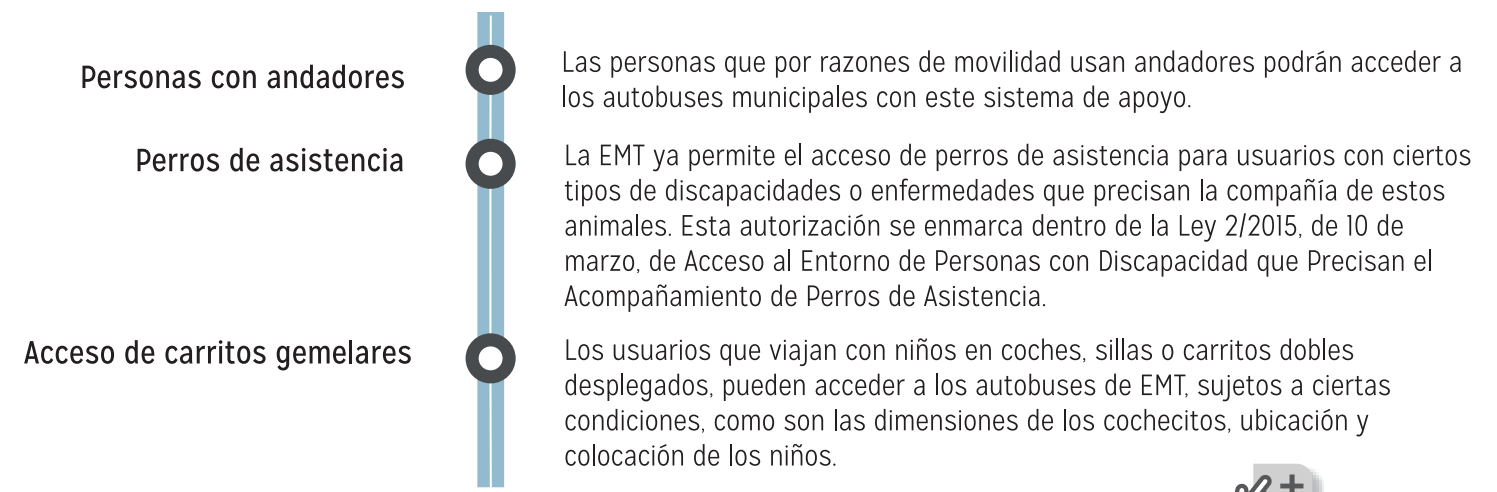 Personas con andadores
Las personas que por razones de movilidad usan andadores podrán acceder a
los autobuses municipales con este sistema de apoyo.
Perros de asistencia
La EMT ya permite el acceso de perros de asistencia para usuarios con ciertos
tipos de discapacidades o enfermedades que precisan la compañía de estos
animales. Esta autorización se enmarca dentro de la Ley 2/2015, de 10 de
marzo, de Acceso al Entorno de Personas con Discapacidad que Precisan el
Acompañamiento de Perros de Asistencia.
Acceso de carritos gemelares
Los usuarios que viajan con niños en coches, sillas o carritos dobles
desplegados, pueden acceder a los autobuses de EMT, sujetos a ciertas
condiciones, como son las dimensiones de los cochecitos, ubicación y
colocación de los niños.